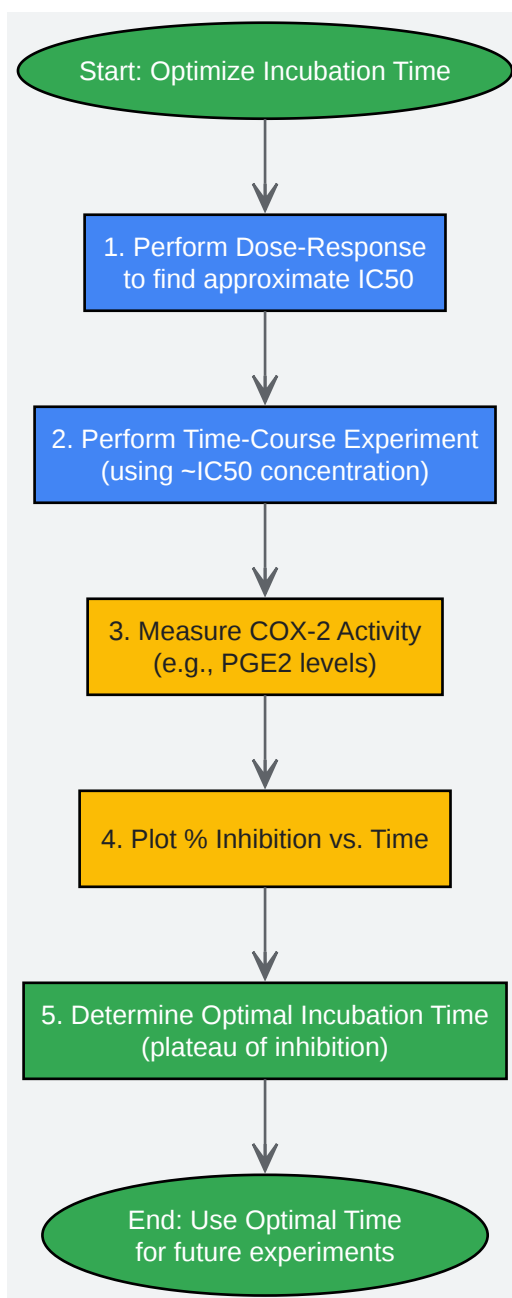 Start: Optimize Incubation Time
1. Perform Dose-Response
to find approximate IC50
2. Perform Time-Course Experiment
(using ~IC50 concentration)
3. Measure COX-2 Activity
(e.g., PGE2 levels)
4. Plot % Inhibition vs. Time
5. Determine Optimal Incubation Time
(plateau of inhibition)
End: Use Optimal Time
for future experiments